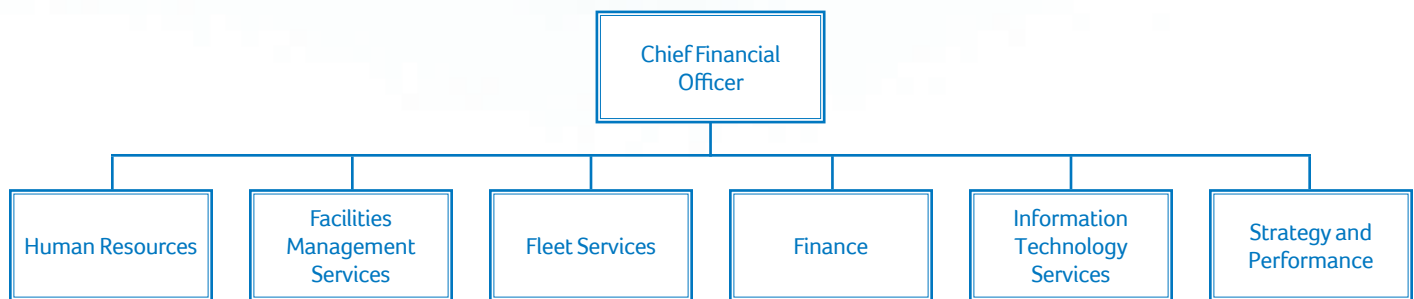 Chief Financial
Officer
Human Resources
Facilities
Management
Services
Fleet Services
Finance
Information
Technology
Services
Strategy and
Performance